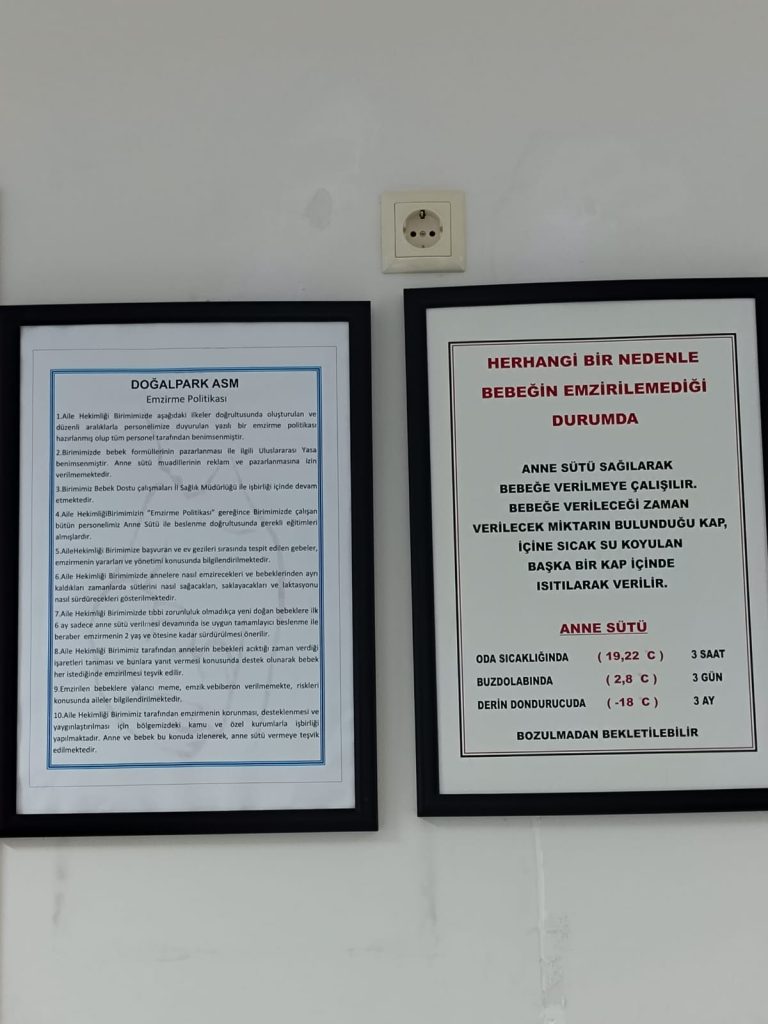 DOĞALPARK ASM
Emzirme Politikası
1.Aile Hekimliği Birimimizde aşağıdaki ilkeler doğrultusunda oluşturulan ve
düzenli aralıklarla personelimize duyurulan yazılı bir emzirme politikası
hazırlanmış olup tüm personel tarafından benimsenmiştir.
2.Birimimizde bebek formüllerinin pazarlanması ile ilgili Uluslararası Yasa
benimsenmiştir. Anne sütü muadillerinin reklam ve pazarlanmasına izin
verilmemektedir.
3.Birimimiz Bebek Dostu çalışmaları İl Sağlık Müdürlüğü ile işbirliği içinde devam
etmektedir.
4.Aile HekimliğiBirimimizin "Emzirme Politikası" gereğince Birimimizde çalışan
bütün personelimiz Anne Sütü ile beslenme doğrultusunda gerekli eğitimleri
almışlardır.
5.AileHekimliği Birimimize başvuran ve ev gezileri sırasında tespit edilen gebeler,
emzirmenin yararları ve yönetimi konusunda bilgilendirilmektedir.
6.Aile Hekimliği Birimimizde annelere nasıl emzirecekleri ve bebeklerinden ayrı
kaldıkları zamanlarda sütlerini nasıl sağacakları, saklayacakları ve laktasyonu
nasıl sürdürecekleri gösterilmektedir.
7.Aile Hekimliği Birimimizde tıbbi zorunluluk olmadıkça yeni doğan bebeklere ilk
6 ay sadece anne sütü verilmesi devamında ise uygun tamamlayıcı beslenme ile
beraber emzirmenin 2 yaş ve ötesine kadar sürdürülmesi önerilir.
8.Aile Hekimliği Birimimiz tarafından annelerin bebekleri acıktığı zaman verdiği
işaretleri tanıması ve bunlara yanıt vermesi konusunda destek olunarak bebek
her istediğinde emzirilmesi teşvik edilir.
9.Emzirilen bebeklere yalancı meme, emzik.vebiberon verilmemekte, riskleri
konusunda aileler bilgilendirilmektedir.
10.Aile Hekimliği Birimimiz tarafından emzirmenin korunması, desteklenmesi ve
yaygınlaştırılması için bölgemizdeki kamu ve özel kurumlarla işbirliği
yapılmaktadır. Anne ve bebek bu konuda izlenerek, anne sütü vermeye teşvik
edilmektedir.
HERHANGİ BİR NEDENLE
BEBEĞİN EMZİRİLEMEDİĞİ
DURUMDA
ANNE SÜTÜ SAĞILARAK
BEBEĞE VERİLMEYE ÇALIŞILIR.
BEBEĞE VERİLECEĞİ ZAMAN
VERİLECEK MİKTARIN BULUNDUĞU KAP,
İÇİNE SICAK SU KOYULAN
BAŞKA BİR KAP İÇİNDE
ISITILARAK VERİLİR.
ANNE SÜTÜ
ODA SICAKLIĞINDA ( 19,22 C ) 3 SAAT
BUZDOLABINDA ( 2,8 C ) 3 GÜN
DERİN DONDURUCUDA ( -18 C ) 3 AY
BOZULMADAN BEKLETİLEBİLİR